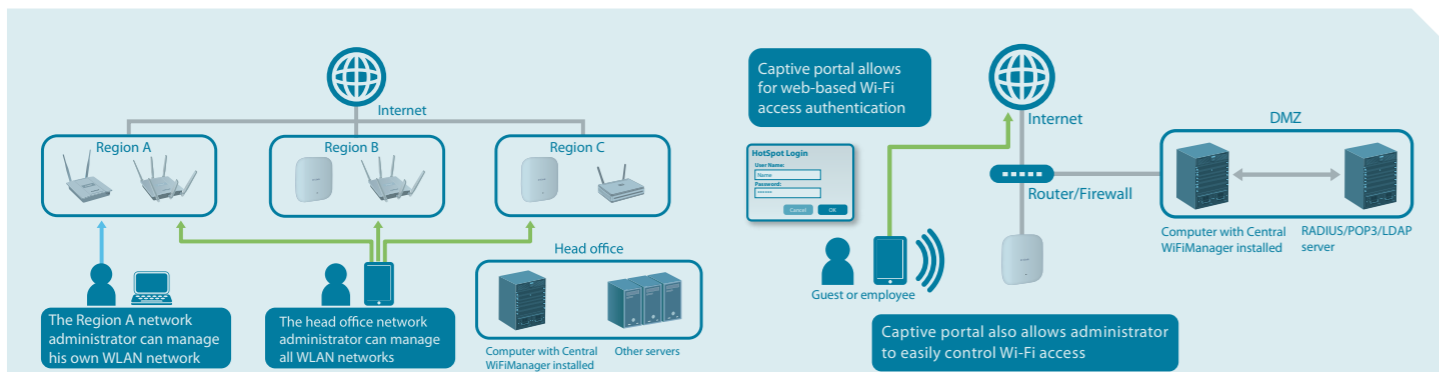 Internet
Region A
Region B
Region C
The Region A network
administrator can manage
his own WLAN network
The head office network
administrator can manage
all WLAN networks
Head office
Computer with Central
WiFiManager installed
Other servers
Captive portal allows
for web-based Wi-Fi
access authentication
HotSpot Login
User Name:
Name
Password:
********
Cancel
OK
Guest or employee
Internet
Router/Firewall
DMZ
Computer with Central
WiFiManager installed
RADIUS/POP3/LDAP
server
Captive portal also allows administrator
to easily control Wi-Fi access